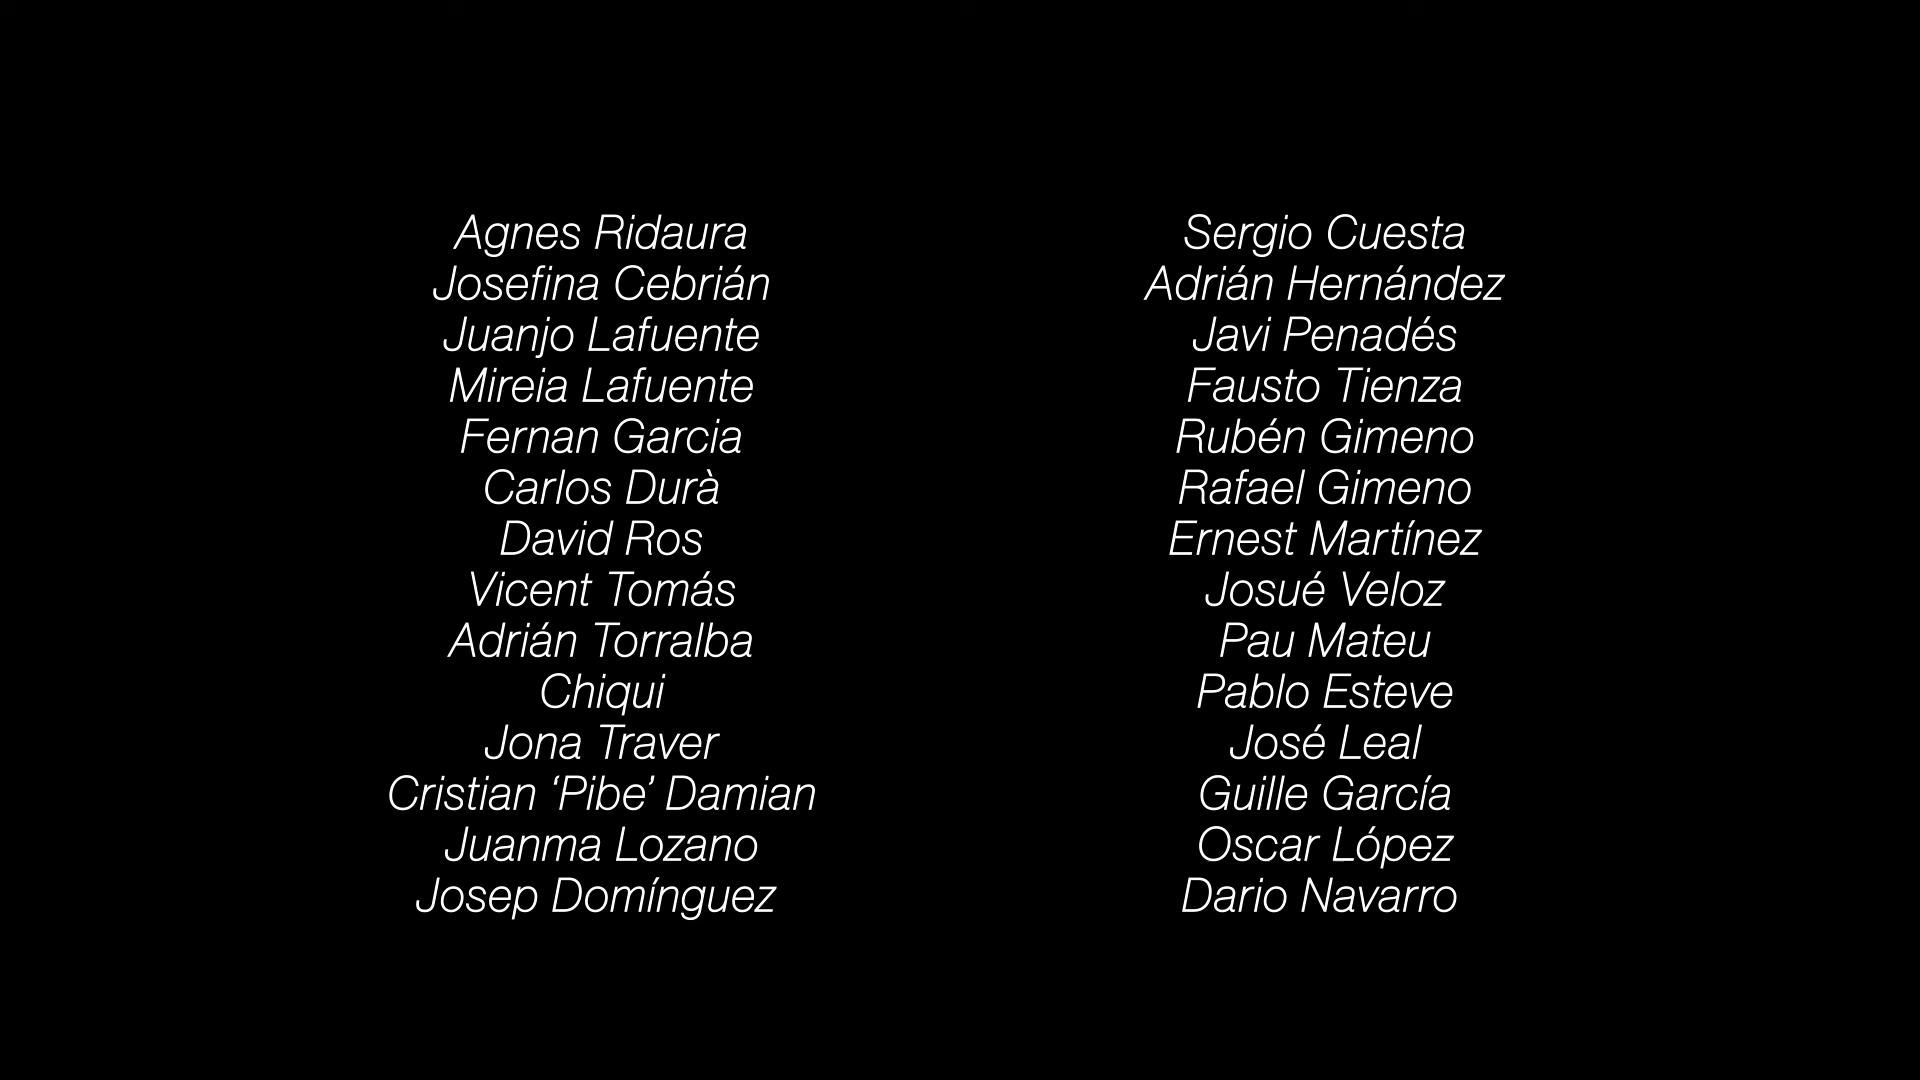 Agnes Ridaura
Josefina Cebrián
Juanjo Lafuente
Mireia Lafuente
Fernan Garcia
Carlos Durà
David Ros
Vicent Tomás
Adrián Torralba
Chiqui
Jona Traver
Cristian ‘Pibe’ Damian
Juanma Lozano
Josep Domínguez
Sergio Cuesta
Adrián Hernández
Javi Penadés
Fausto Tienza
Rubén Gimeno
Rafael Gimeno
Ernest Martínez
Josué Veloz
Pau Mateu
Pablo Esteve
José Leal
Guille García
Oscar López
Dario Navarro